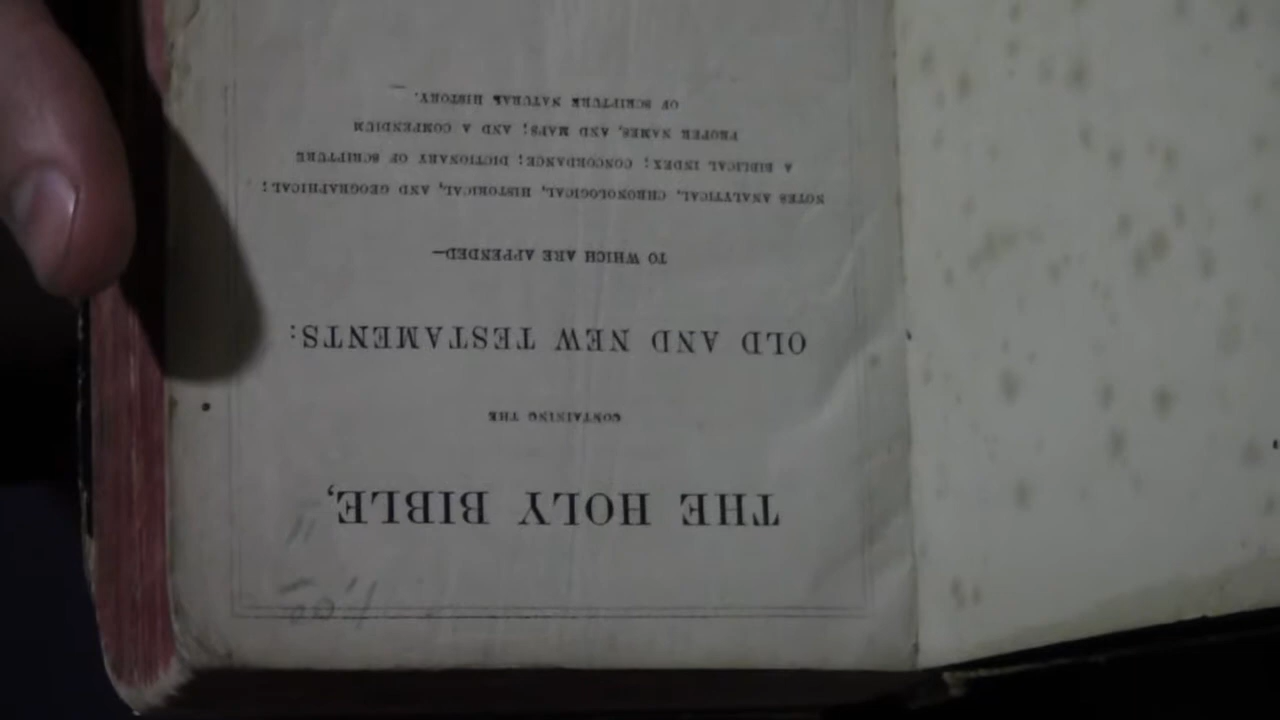 THE HOLY BIBLE,
CONTAINING THE
OLD AND NEW TESTAMENTS:
TO WHICH ARE APPENDED—
NOTES ANALYTICAL, CHRONOLOGICAL, HISTORICAL, AND GEOGRAPHICAL;
A BIBLICAL INDEX; CONCORDANCE; DICTIONARY OF SCRIPTURE
PROPER NAMES, AND MAPS; AND A COMPENDIUM
OF SCRIPTURE NATURAL HISTORY.